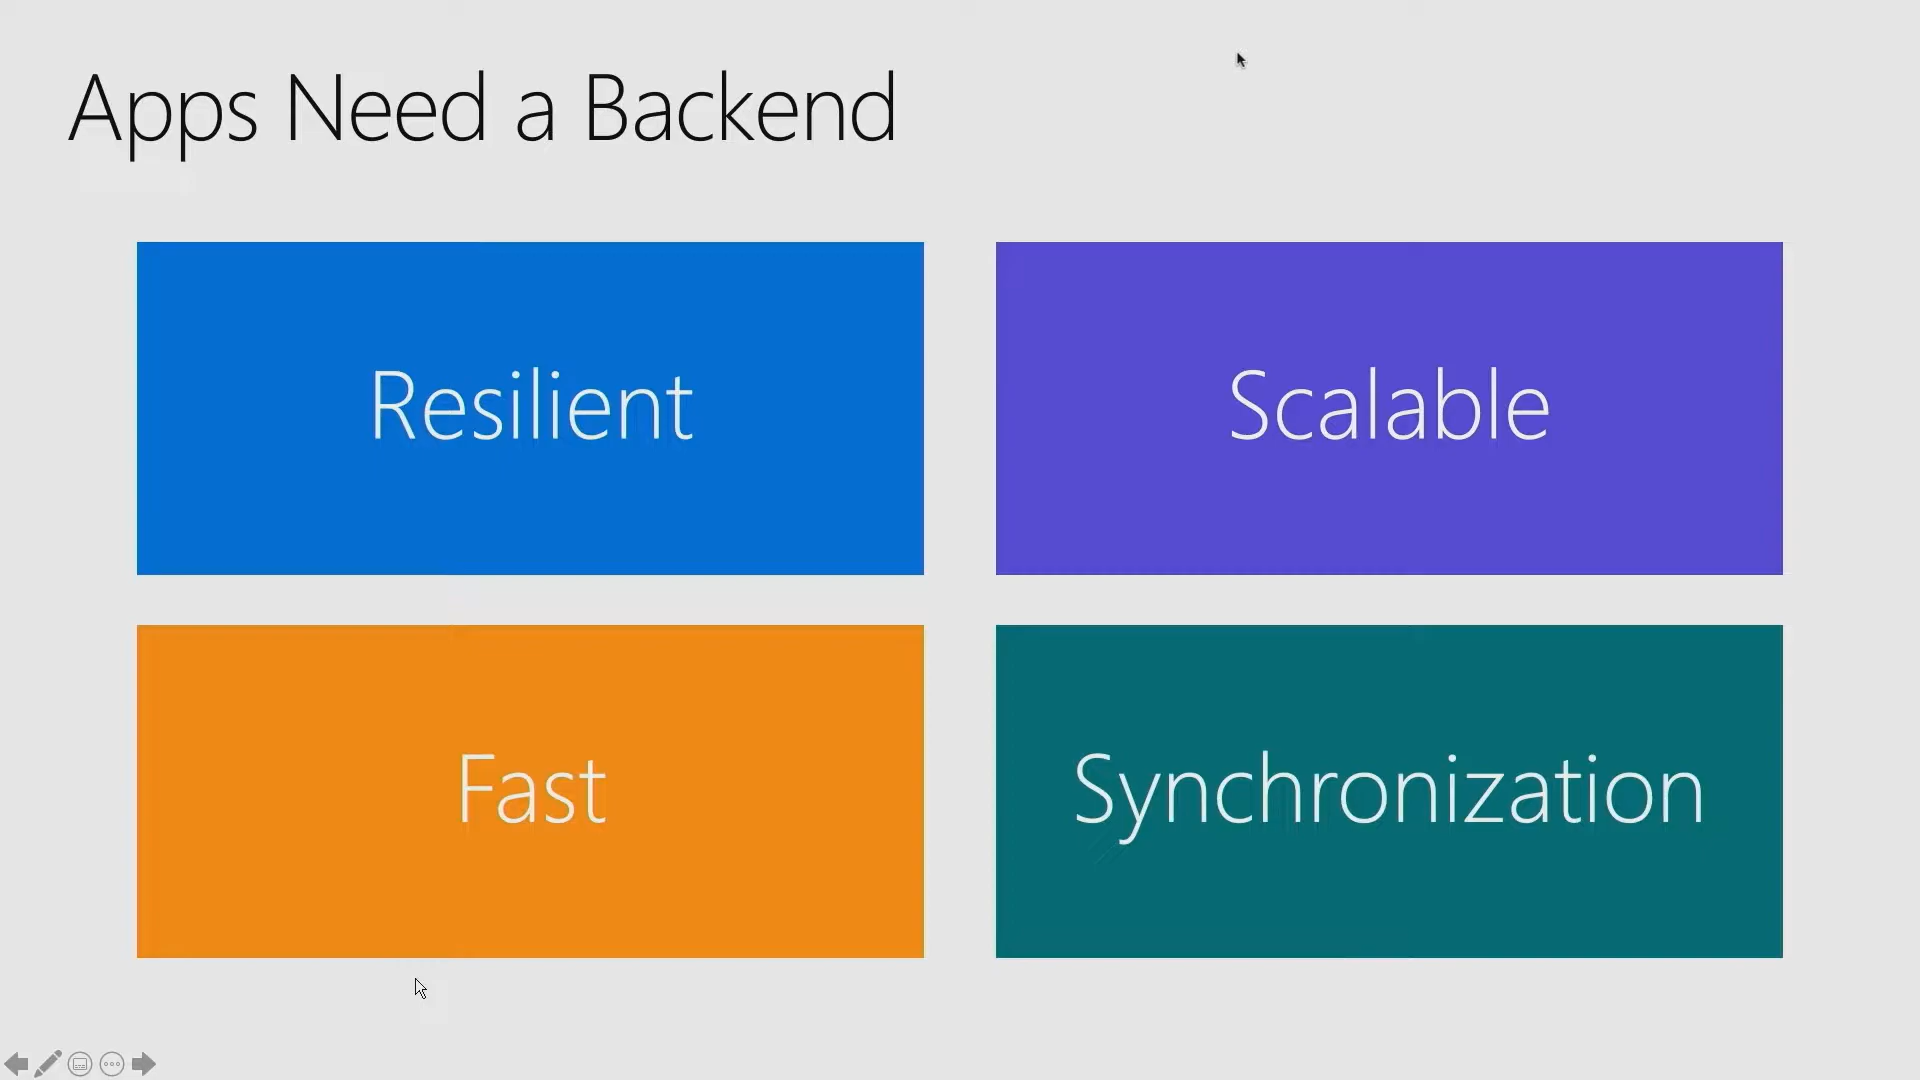 Apps Need a Backend
Resilient
Scalable
Fast
Synchronization